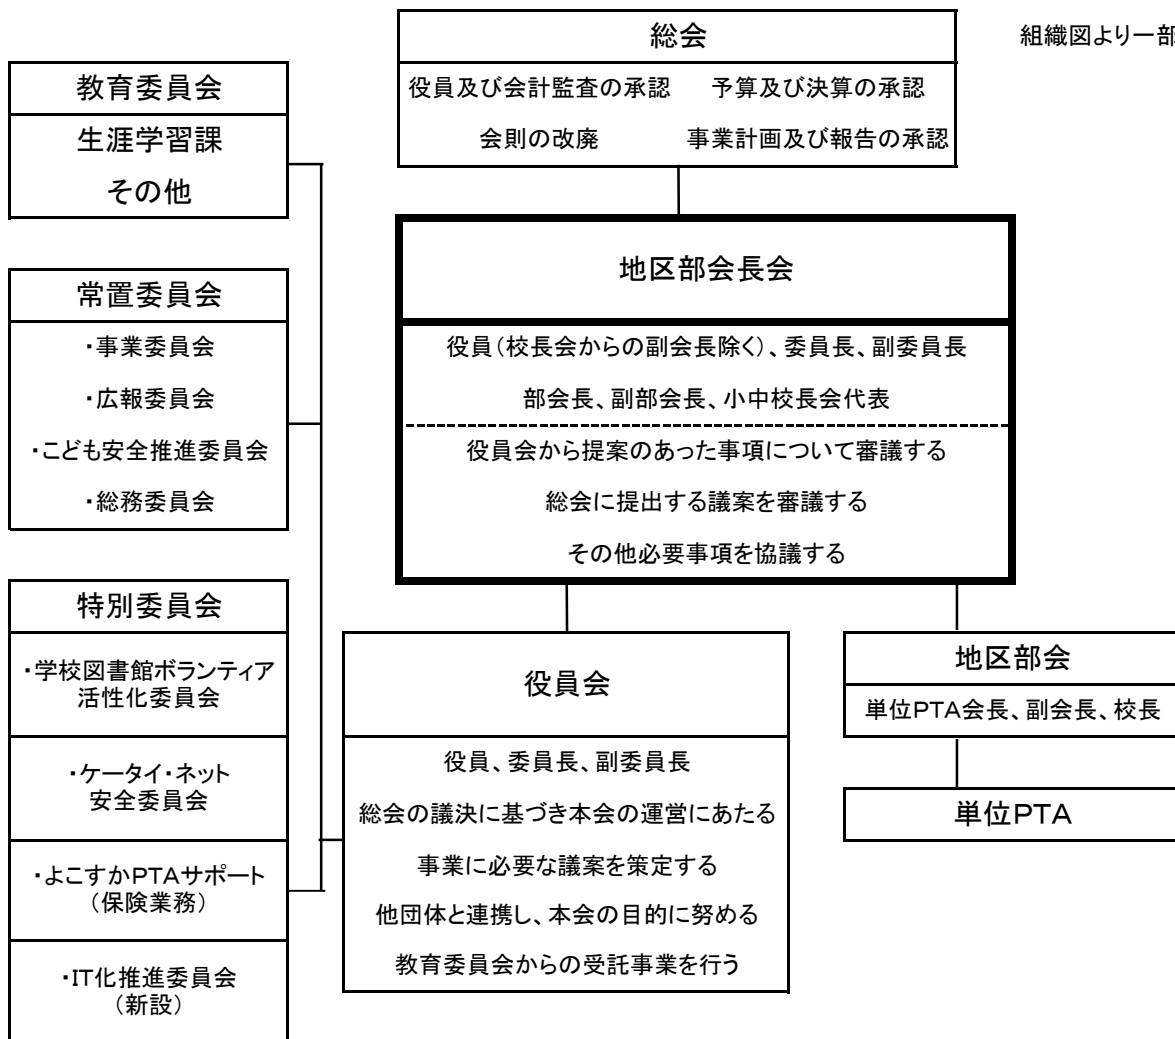 総会
組織図より一部
役員及び会計監査の承認 予算及び決算の承認
会則の改廃 事業計画及び報告の承認
教育委員会
生涯学習課
その他
地区部会長会
役員(校長会からの副会長除く)、委員長、副委員長
部会長、副部会長、小中校長会代表
役員会から提案のあった事項について審議する
総会に提出する議案を審議する
その他必要事項を協議する
常置委員会
・事業委員会
・広報委員会
・こども安全推進委員会
・総務委員会
特別委員会
・学校図書館ボランティア
活性化委員会
・ケータイ・ネット
安全委員会
・よこすかPTAサポート
(保険業務)
・IT化推進委員会
(新設)
役員会
役員、委員長、副委員長
総会の議決に基づき本会の運営にあたる
事業に必要な議案を策定する
他団体と連携し、本会の目的に努める
教育委員会からの受託事業を行う
地区部会
単位PTA会長、副会長、校長
単位PTA